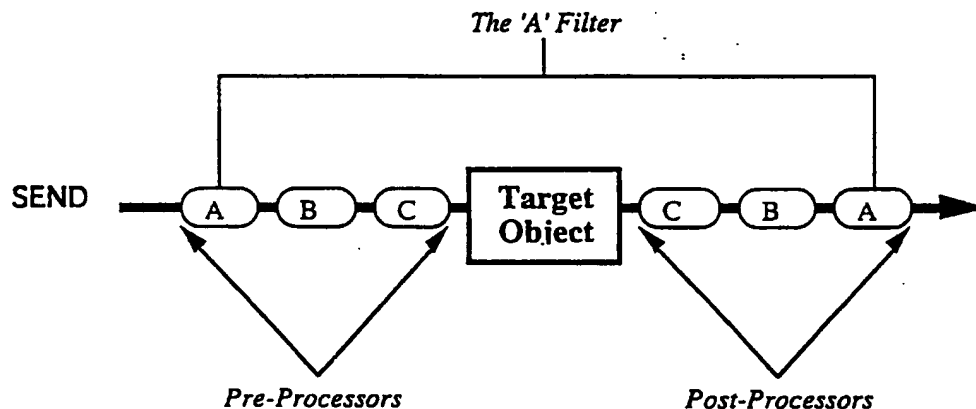 The 'A' Filter
SEND
A
B
C
Target
Object
C
B
A
Pre-Processors
Post-Processors